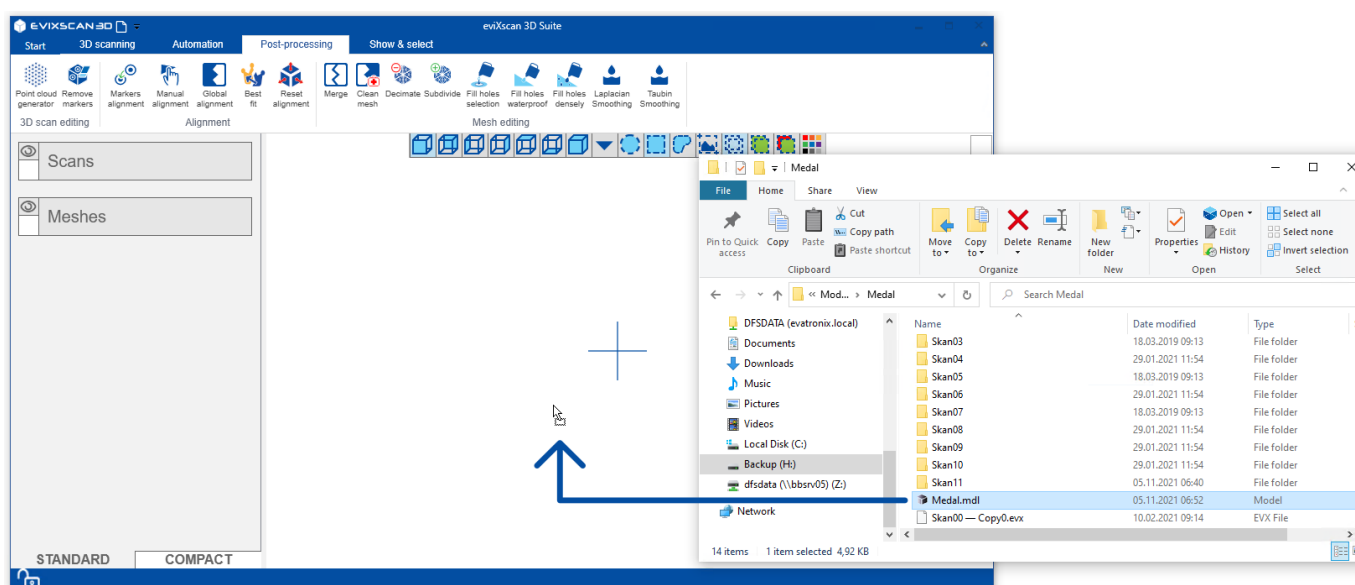 EVIXSCAN 3D
eviXscan 3D Suite
Start 3D scanning Automation Post-processing Show & select
Point cloud generator
Remove markers
Markers alignment
Manual alignment
Global alignment
Best fit
Reset alignment
Merge
Clean mesh
Decimate
Subdivide
Fill holes selection
Fill holes waterproof
Fill holes densely
Laplacian Smoothing
Taubin Smoothing
3D scan editing Alignment Mesh editing
Scans
Meshes
STANDARD COMPACT
Medal
File Home Share View
Pin to Quick access
Copy
Paste
Cut
Copy path
Paste shortcut
Move to
Copy to
Delete
Rename
New folder
Properties
Open
Edit
History
Select all
Select none
Invert selection
Clipboard Organize New Open Select
« Mod... › Medal
Search Medal
DFSDATA (evatronix.local)
Documents
Downloads
Music
Pictures
Videos
Local Disk (C:)
Backup (H:)
dfsdata (\\bbsrv05) (Z:)
Network
Name Date modified Type
Skan03 18.03.2019 09:13 File folder
Skan04 29.01.2021 11:54 File folder
Skan05 18.03.2019 09:13 File folder
Skan06 29.01.2021 11:54 File folder
Skan07 18.03.2019 09:13 File folder
Skan08 29.01.2021 11:54 File folder
Skan09 29.01.2021 11:54 File folder
Skan10 29.01.2021 11:54 File folder
Skan11 05.11.2021 06:40 File folder
Medal.mdl 05.11.2021 06:52 Model
Skan00 — Copy0.evx 10.02.2021 09:14 EVX File
14 items 1 item selected 4,92 KB